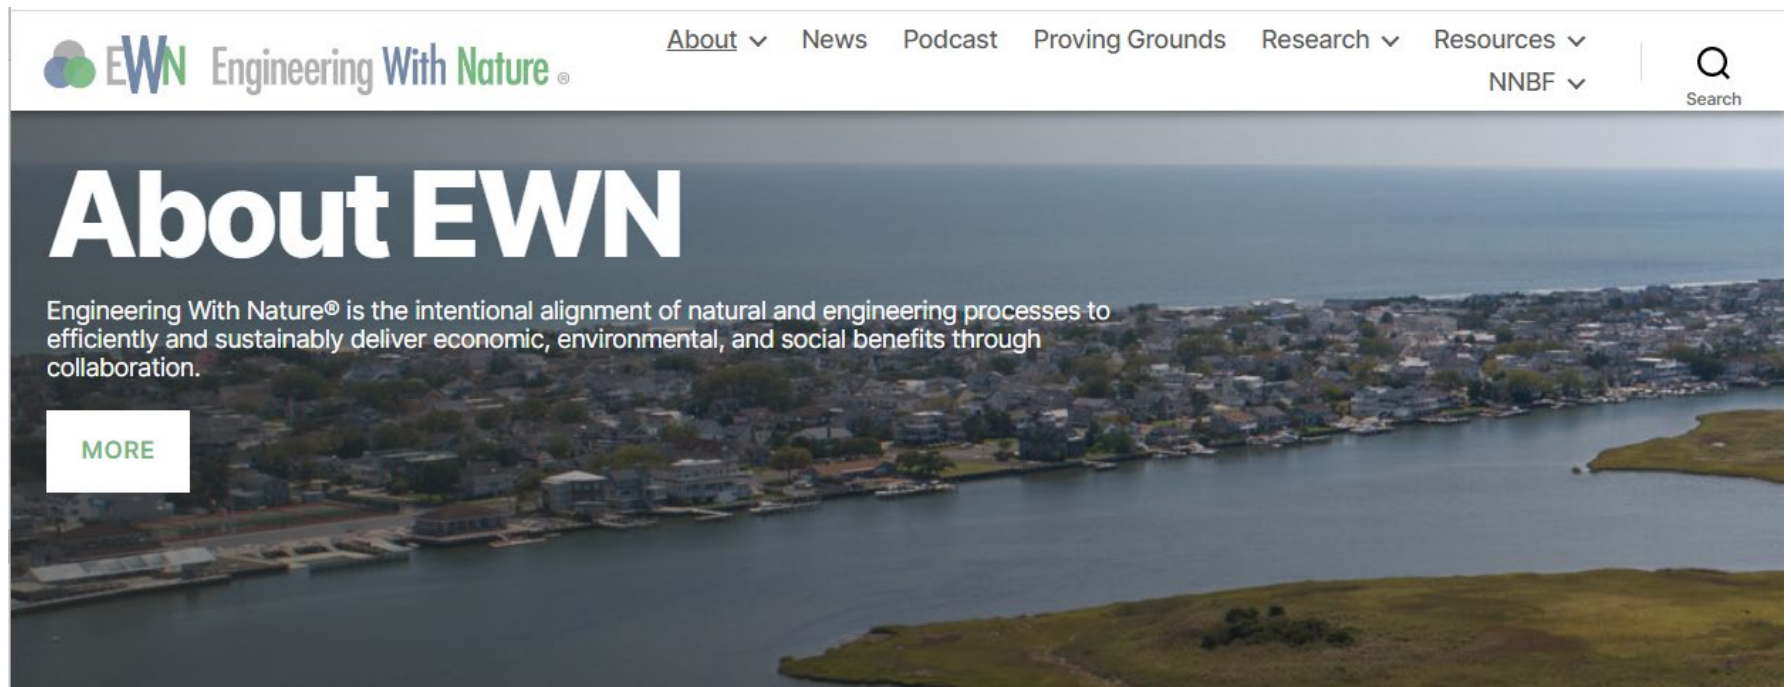 EWN Engineering With Nature ®
About News Podcast Proving Grounds Research Resources
NNBF
Search
About EWN
Engineering With Nature® is the intentional alignment of natural and engineering processes to
efficiently and sustainably deliver economic, environmental, and social benefits through
collaboration.
MORE